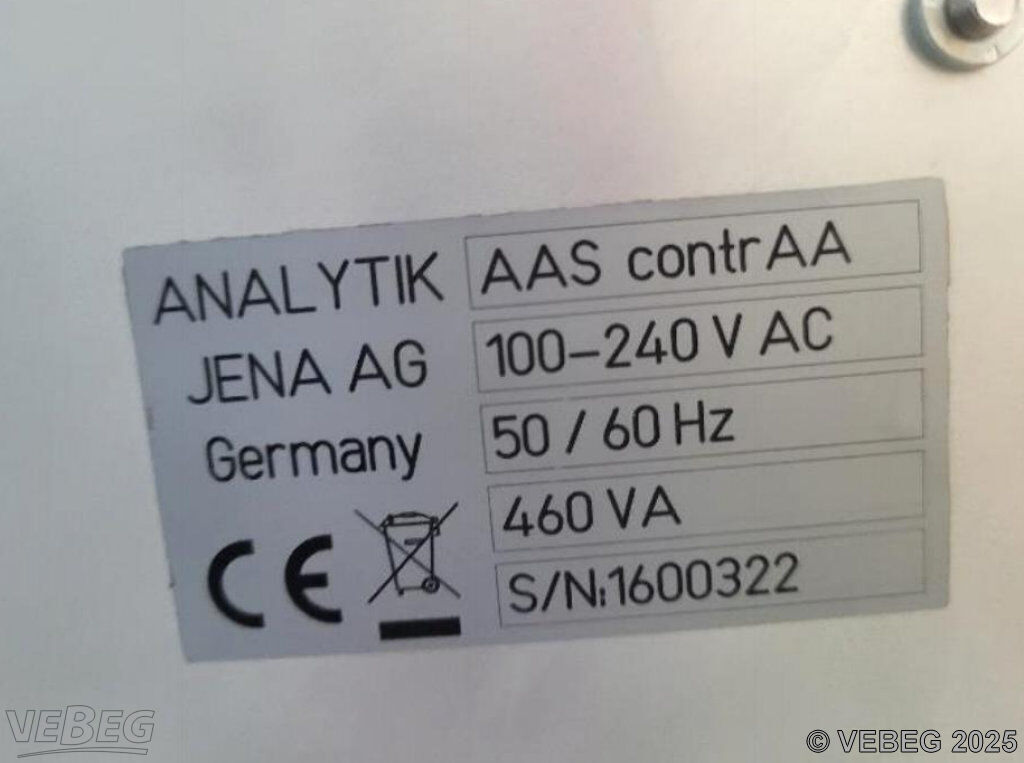 ANALYTIK
JENA AG
Germany
CE
AAS contrAA
100-240 V AC
50 / 60 Hz
460 VA
S/N:1600322
VEBEG
© VEBEG 2025